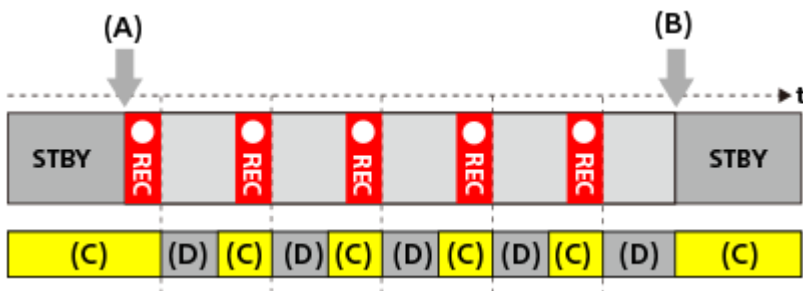 (A) (B)
t
STBY REC REC REC REC REC STBY
(C) (D) (C) (D) (C) (D) (C) (D) (C) (D) (C)